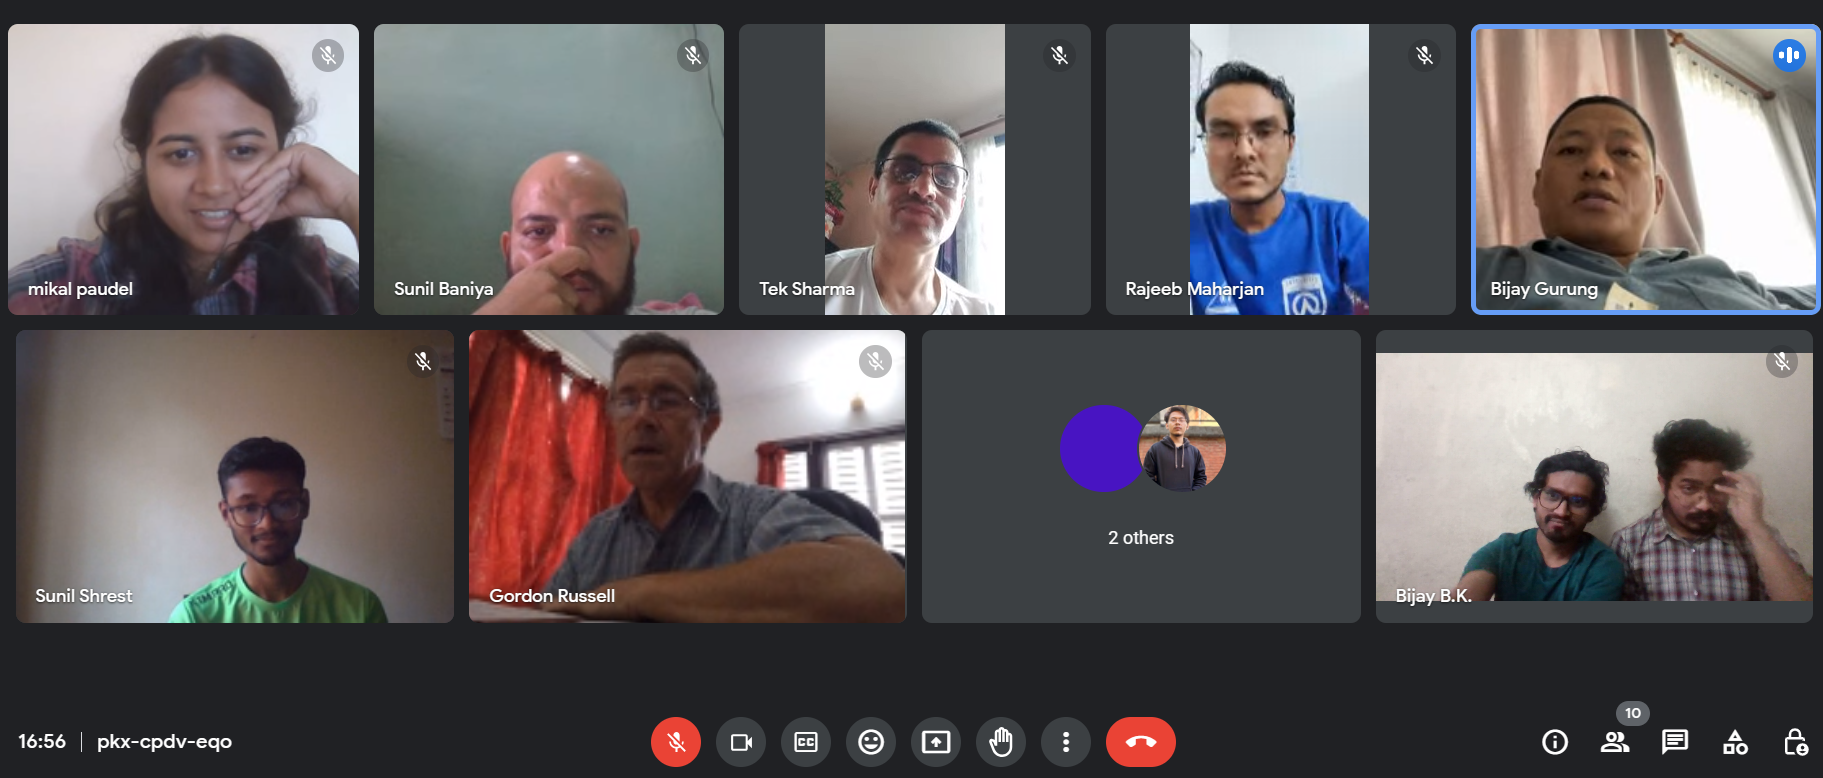 mikal paudel
Sunil Baniya
Tek Sharma
Rajeeb Maharjan
Bijay Gurung
Sunil Shrest
Gordon Russell
2 others
Bijay B.K.
10
16:56 | pkx-cpdv-eqo
CC